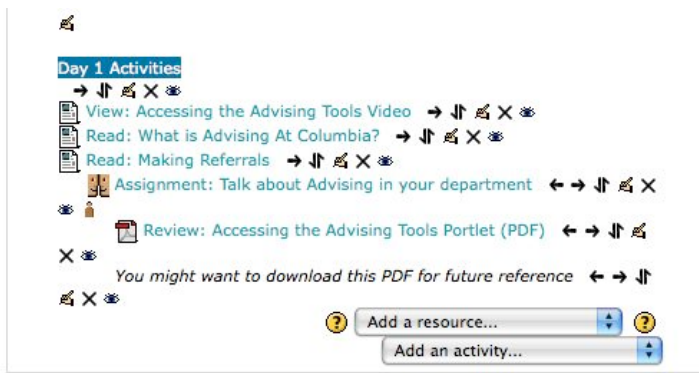 Day 1 Activities
View: Accessing the Advising Tools Video
Read: What is Advising At Columbia?
Read: Making Referrals
Assignment: Talk about Advising in your department
Review: Accessing the Advising Tools Portlet (PDF)
You might want to download this PDF for future reference
? Add a resource... ?
Add an activity...